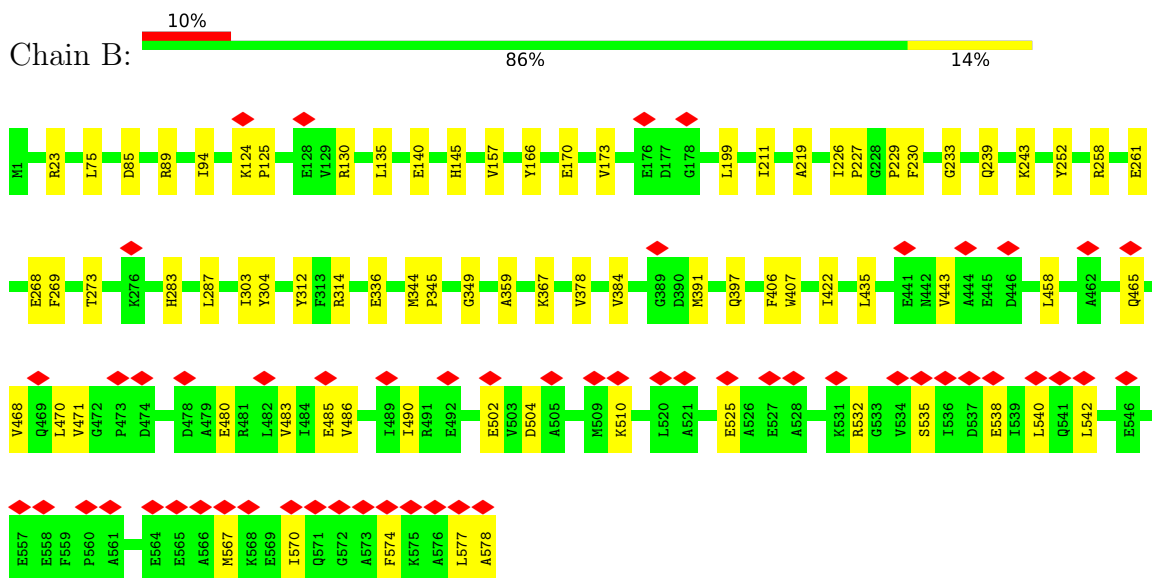 10%
Chain B:
86%
14%
M1 R23 L75 D85 R89 I94 K124 P125 E128 V129 R130 L135 E140 H145 V157 Y166 E170 V173 E176 D177 G178 L199 I211 A219 I226 P227 G228 P229 F230 G233 Q239 K243 Y252 R258 E261
E268 F269 T273 K276 H283 L287 I303 Y304 Y312 F313 R314 E336 M344 P345 G349 A359 K367 V378 V384 G389 D390 M391 Q397 F406 W407 I422 L435 E441 N442 V443 A444 E445 D446 L458 A462 Q465
V468 Q469 L470 V471 G472 P473 D474 D478 A479 E480 R481 L482 V483 I484 E485 V486 I489 I490 R491 E492 E502 V503 D504 A505 M509 K510 L520 A521 E525 A526 E527 A528 K531 R532 G533 V534 S535 I536 D537 E538 I539 L540 Q541 L542 E546
E557 E558 F559 P560 A561 E564 E565 A566 M567 K568 E569 I570 Q571 G572 A573 F574 K575 A576 L577 A578